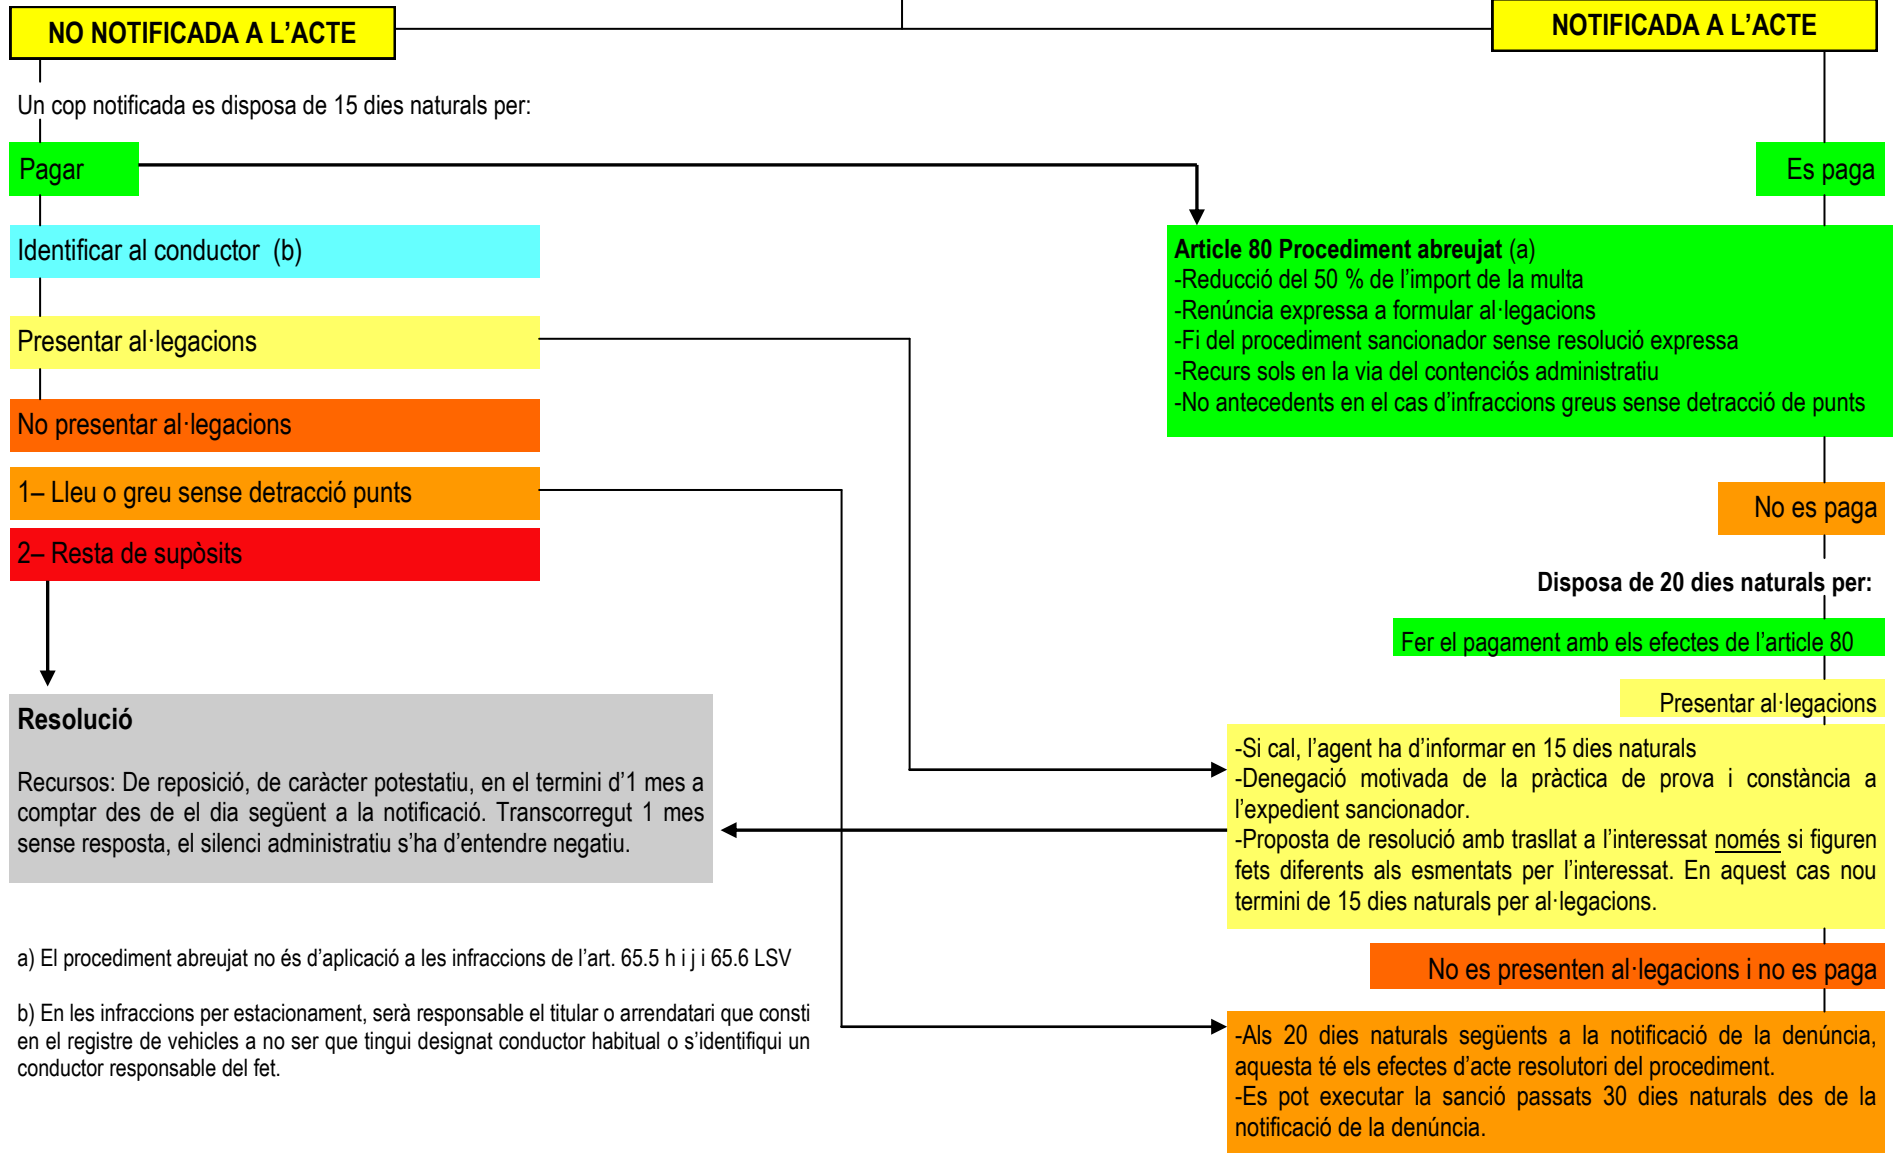 NO NOTIFICADA A L’ACTE
NOTIFICADA A L’ACTE
Un cop notificada es disposa de 15 dies naturals per:
Pagar
Es paga
Identificar al conductor (b)
Presentar al·legacions
No presentar al·legacions
1– Lleu o greu sense detracció punts
2– Resta de supòsits
Article 80 Procediment abreujat (a)
-Reducció del 50 % de l’import de la multa
-Renúncia expressa a formular al·legacions
-Fi del procediment sancionador sense resolució expressa
-Recurs sols en la via del contenciós administratiu
-No antecedents en el cas d’infraccions greus sense detracció de punts
No es paga
Disposa de 20 dies naturals per:
Fer el pagament amb els efectes de l’article 80
Presentar al·legacions
-Si cal, l’agent ha d’informar en 15 dies naturals
-Denegació motivada de la pràctica de prova i constància a
l’expedient sancionador.
-Proposta de resolució amb trasllat a l’interessat només si figuren
fets diferents als esmentats per l’interessat. En aquest cas nou
termini de 15 dies naturals per al·legacions.
Resolució
Recursos: De reposició, de caràcter potestatiu, en el termini d’1 mes a
comptar des de el dia següent a la notificació. Transcorregut 1 mes
sense resposta, el silenci administratiu s’ha d’entendre negatiu.
a) El procediment abreujat no és d’aplicació a les infraccions de l’art. 65.5 h i j i 65.6 LSV
b) En les infraccions per estacionament, serà responsable el titular o arrendatari que consti
en el registre de vehicles a no ser que tingui designat conductor habitual o s’identifiqui un
conductor responsable del fet.
No es presenten al·legacions i no es paga
-Als 20 dies naturals següents a la notificació de la denúncia,
aquesta té els efectes d’acte resolutori del procediment.
-Es pot executar la sanció passats 30 dies naturals des de la
notificació de la denúncia.